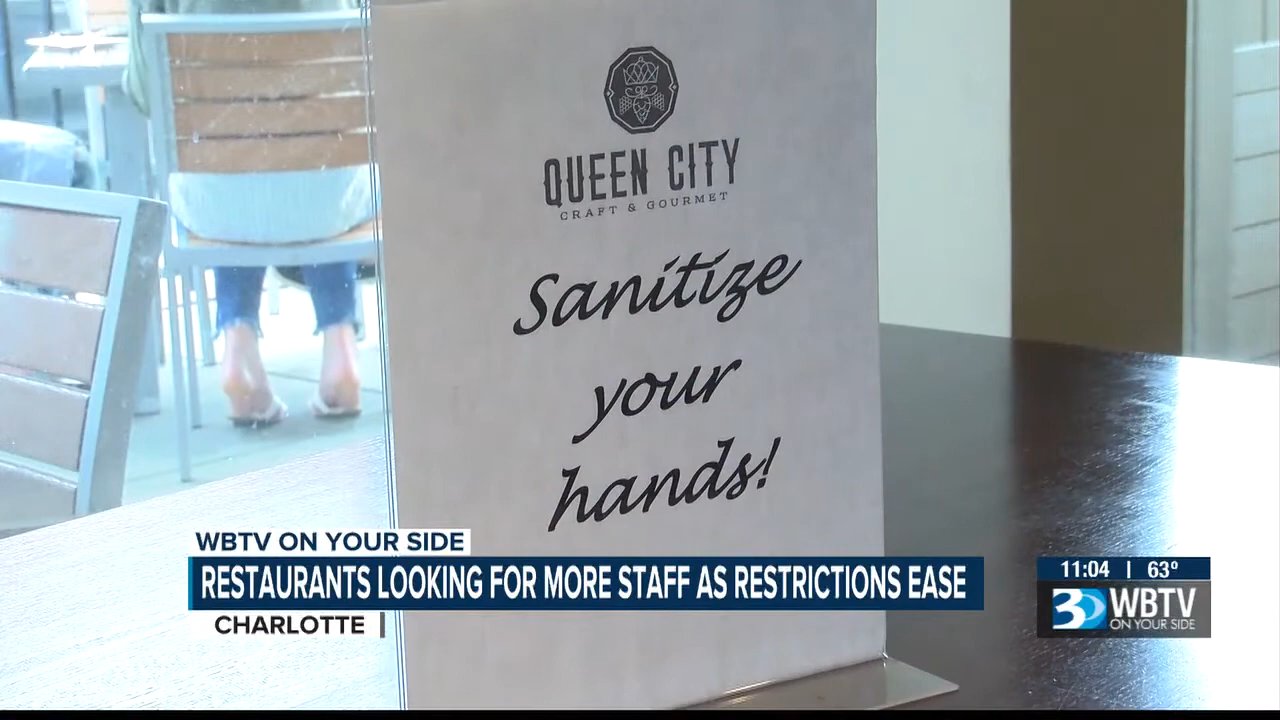 QUEEN CITY
CRAFT & GOURMET
Sanitize
your
hands!
WBTV ON YOUR SIDE
RESTAURANTS LOOKING FOR MORE STAFF AS RESTRICTIONS EASE
CHARLOTTE
11:04 | 63°
3 WBTV
ON YOUR SIDE